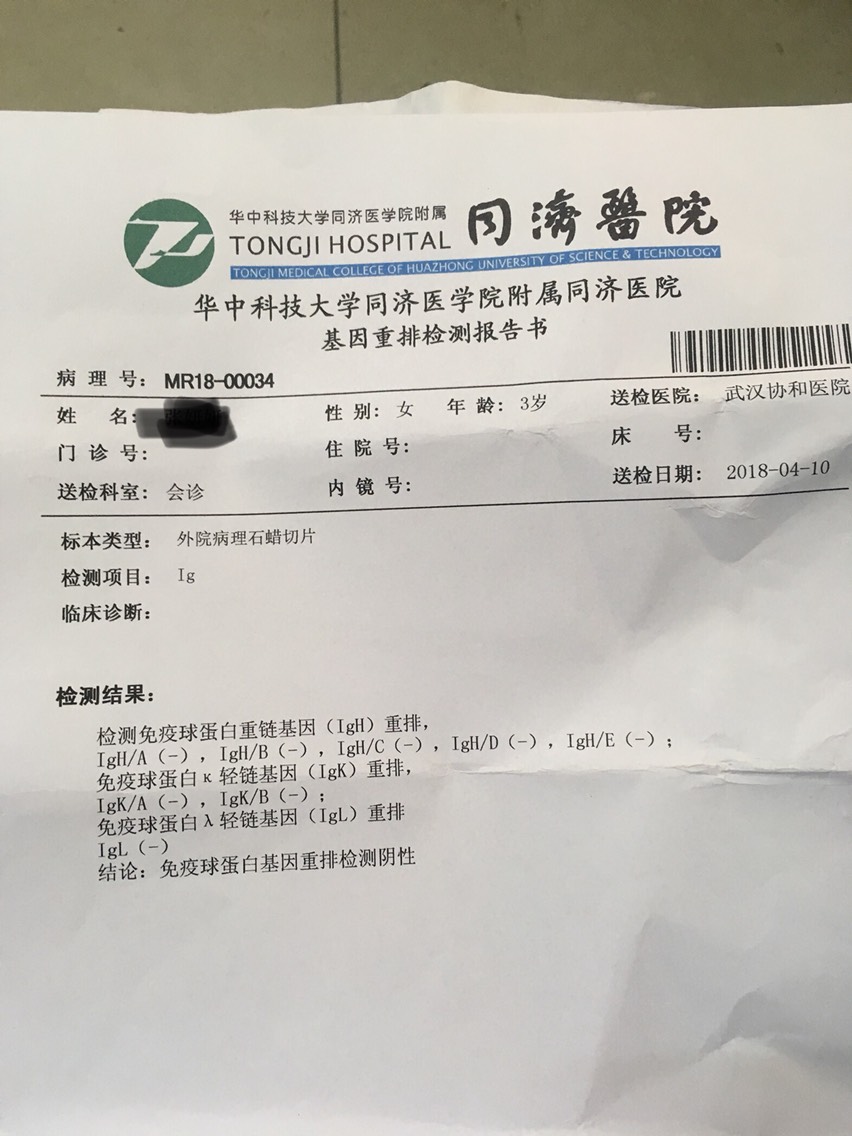 华中科技大学同济医学院附属 同濟醫院
TONGJI HOSPITAL
TONGJI MEDICAL COLLEGE OF HUAZHONG UNIVERSITY OF SCIENCE & TECHNOLOGY
华中科技大学同济医学院附属同济医院
基因重排检测报告书
病 理 号: MR18-00034
姓 名: 性 别: 女 年 龄: 3岁 送检医院: 武汉协和医院
门 诊 号: 住 院 号: 床 号:
送检科室: 会诊 内 镜 号: 送检日期: 2018-04-10
标本类型: 外院病理石蜡切片
检测项目: Ig
临床诊断:
检测结果:
检测免疫球蛋白重链基因（IgH）重排，
IgH/A（-），IgH/B（-），IgH/C（-），IgH/D（-），IgH/E（-）；
免疫球蛋白κ轻链基因（IgK）重排，
IgK/A（-），IgK/B（-）；
免疫球蛋白λ轻链基因（IgL）重排
IgL（-）
结论: 免疫球蛋白基因重排检测阴性